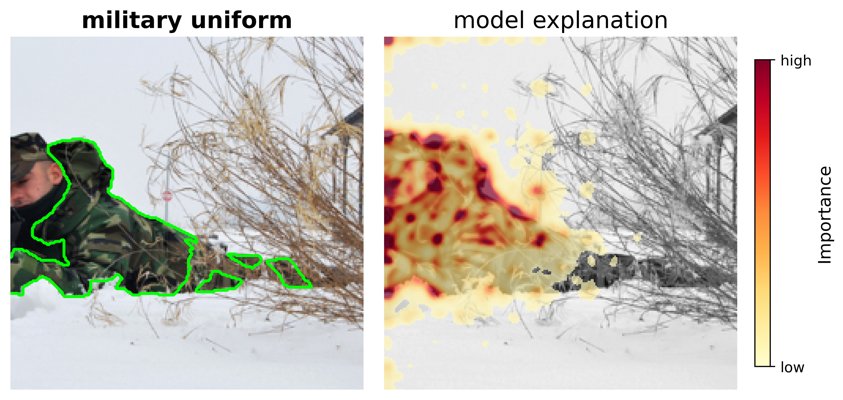 military uniform
model explanation
high
Importance
low